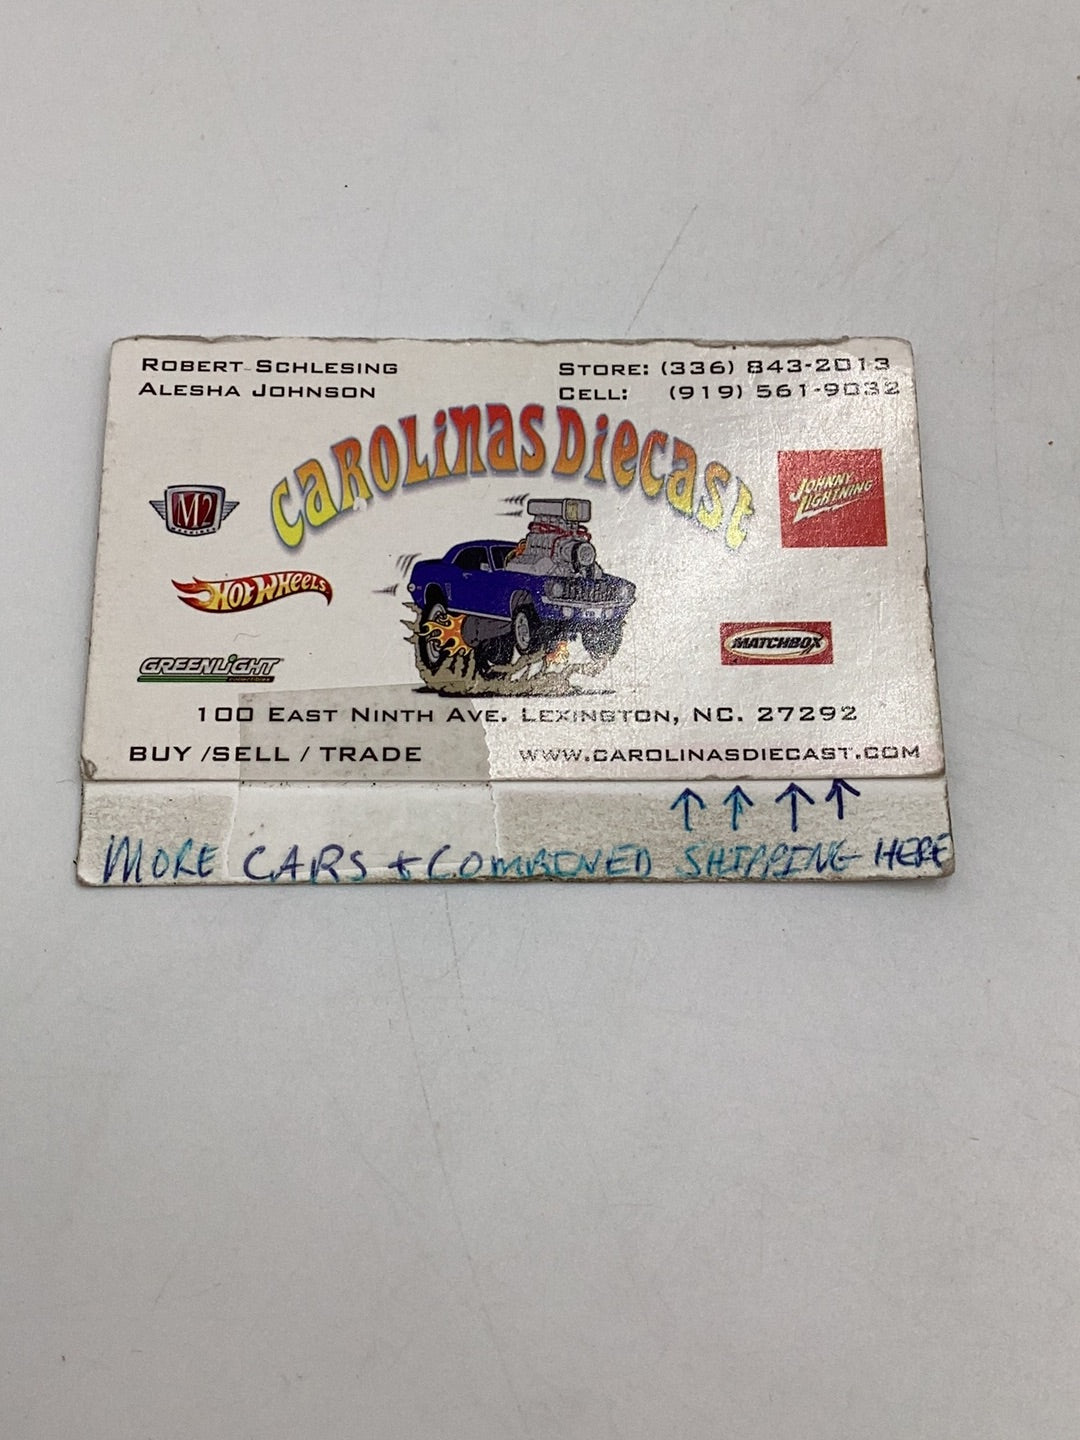 ROBERT SCHLESING
ALESHA JOHNSON
STORE: (336) 843-2013
CELL: (919) 561-9032
CAROLINAS DIECAST
M2
MACHINES
JOHNNY
LIGHTNING
HOT WHEELS
MATCHBOX
GREENLIGHT
COLLECTIBLES
100 EAST NINTH AVE. LEXINGTON, NC. 27292
BUY /SELL / TRADE
WWW.CAROLINASDIECAST.COM
MORE CARS + COMBINED SHIPPING HERE